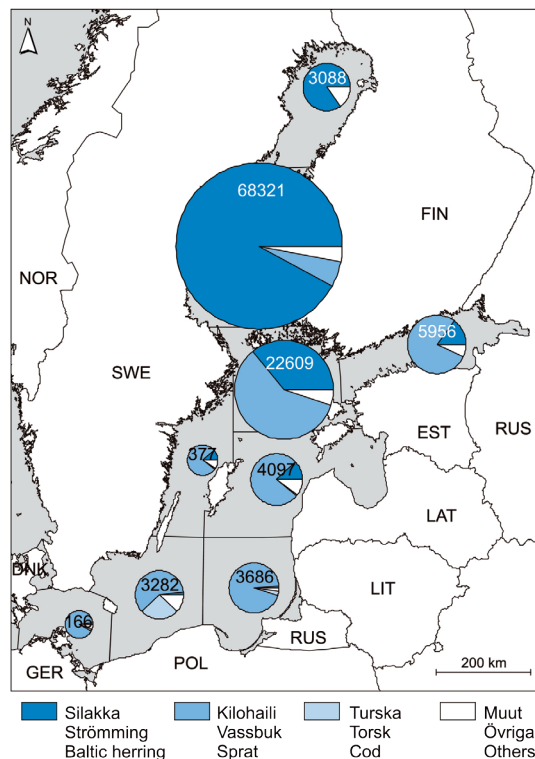 N
3088
68321
FIN
NOR
5956
22609
SWE
EST
RUS
377
4097
LAT
DNK
3282
3686
LIT
166
RUS
GER
POL
200 km
Silakka
Strömming
Baltic herring
Kilohaili
Vassbuk
Sprat
Turska
Torsk
Cod
Muut
Övriga
Others